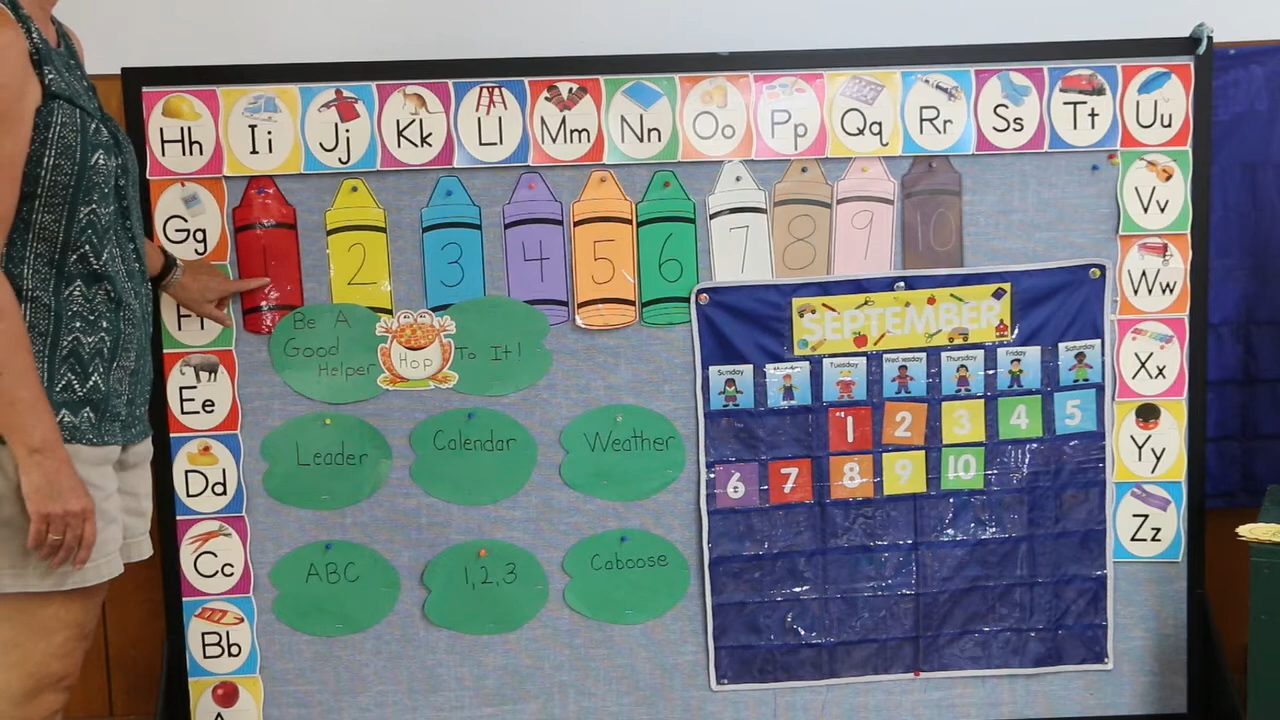 Hh Ii Jj Kk Ll Mm Nn Oo Pp Qq Rr Ss Tt Uu
Gg
Ff
Ee
Dd
Cc
Bb
Vv
Ww
Xx
Yy
Zz
1 2 3 4 5 6 7 8 9 10
Be A
Good
Helper
Hop
To It!
Leader
Calendar
Weather
ABC
1,2,3
Caboose
SEPTEMBER
Sunday Monday Tuesday Wednesday Thursday Friday Saturday
1 2 3 4 5
6 7 8 9 10